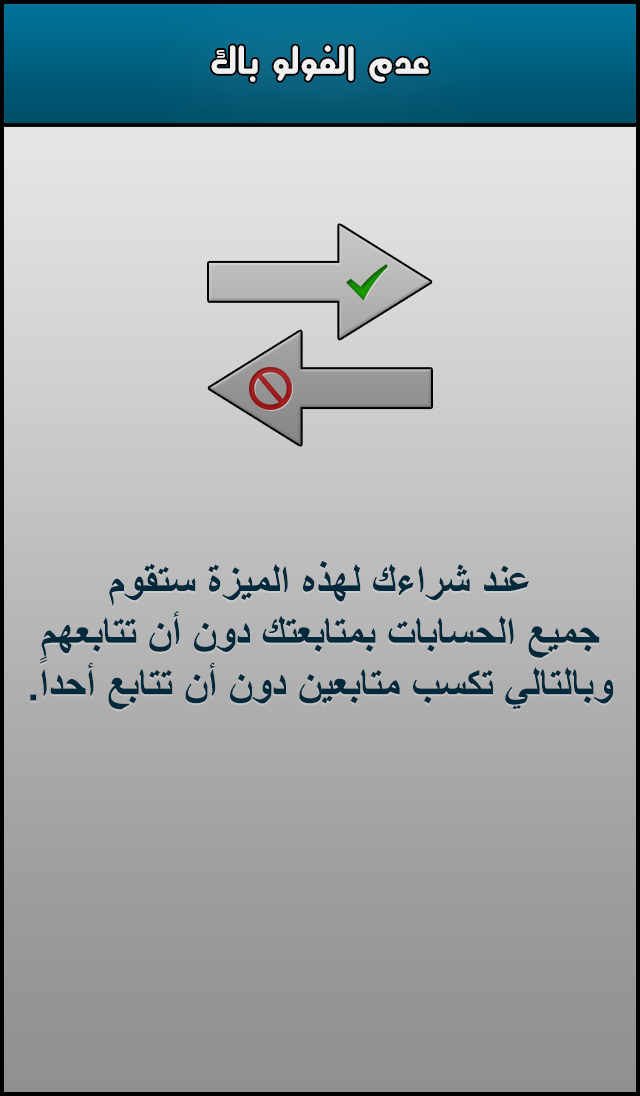 عدم الفولو باك
عند شراءك لهذه الميزة ستقوم
جميع الحسابات بمتابعتك دون أن تتابعهم
وبالتالي تكسب متابعين دون أن تتابع أحداً.